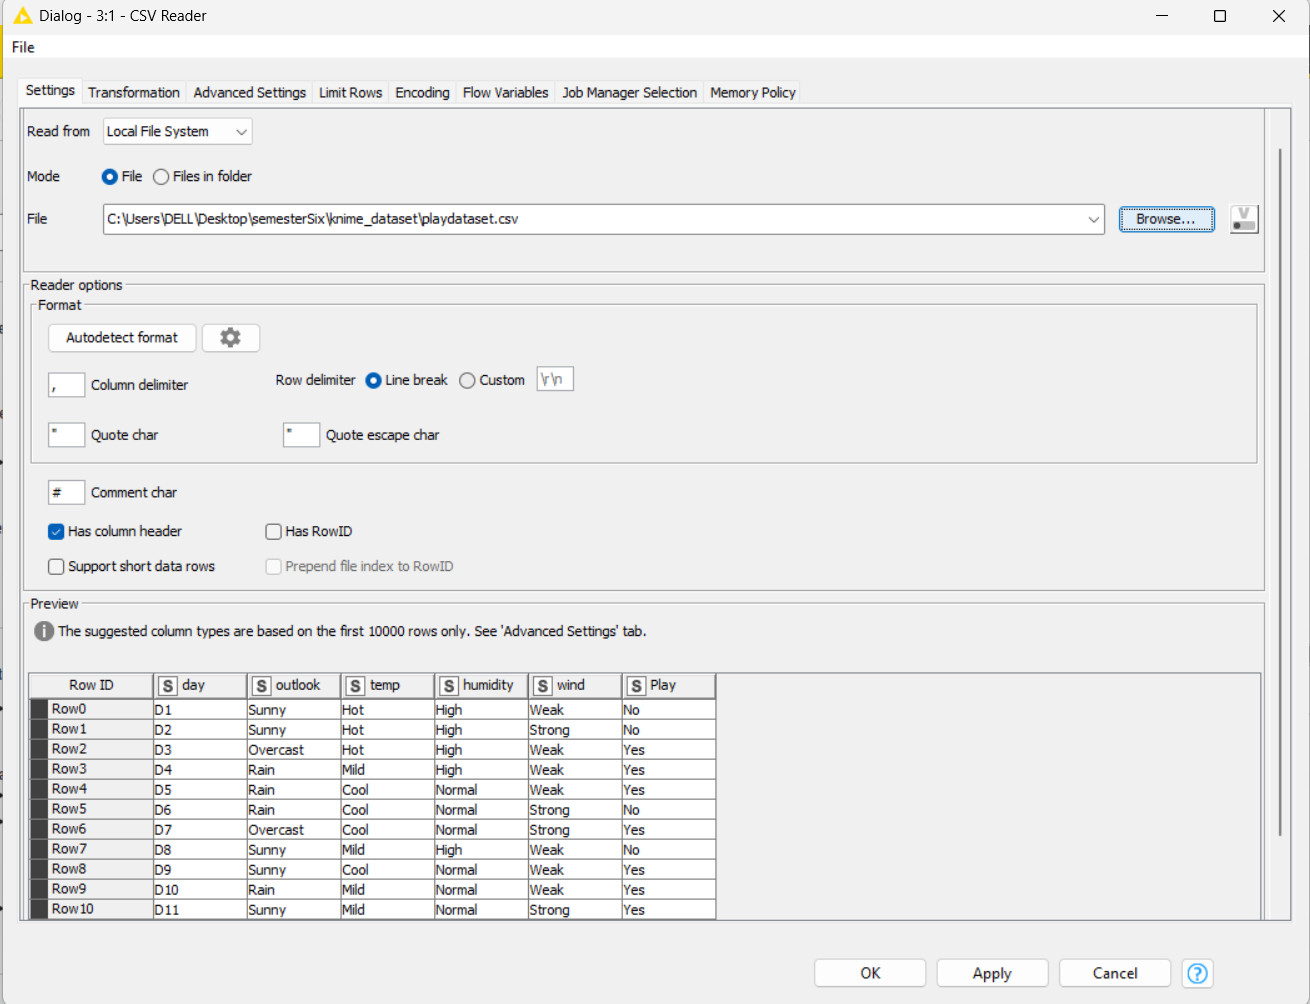 Dialog - 3:1 - CSV Reader
File
Settings Transformation Advanced Settings Limit Rows Encoding Flow Variables Job Manager Selection Memory Policy
Read from Local File System
Mode File Files in folder
File C:\Users\DELL\Desktop\semesterSix\knime_dataset\playdataset.csv Browse... V
Reader options
Format
Autodetect format
, Column delimiter Row delimiter Line break Custom \r\n
" Quote char " Quote escape char
# Comment char
Has column header Has RowID
Support short data rows Prepend file index to RowID
Preview
i The suggested column types are based on the first 10000 rows only. See 'Advanced Settings' tab.
Row ID S day S outlook S temp S humidity S wind S Play
Row0 D1 Sunny Hot High Weak No
Row1 D2 Sunny Hot High Strong No
Row2 D3 Overcast Hot High Weak Yes
Row3 D4 Rain Mild High Weak Yes
Row4 D5 Rain Cool Normal Weak Yes
Row5 D6 Rain Cool Normal Strong No
Row6 D7 Overcast Cool Normal Strong Yes
Row7 D8 Sunny Mild High Weak No
Row8 D9 Sunny Cool Normal Weak Yes
Row9 D10 Rain Mild Normal Weak Yes
Row10 D11 Sunny Mild Normal Strong Yes
OK Apply Cancel ?